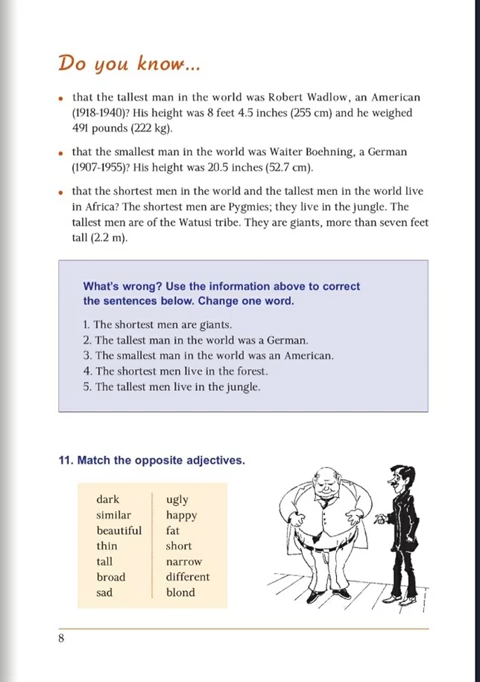 Do you know...
• that the tallest man in the world was Robert Wadlow, an American
(1918-1940)? His height was 8 feet 4.5 inches (255 cm) and he weighed
491 pounds (222 kg).
• that the smallest man in the world was Waiter Boehning, a German
(1907-1955)? His height was 20.5 inches (52.7 cm).
• that the shortest men in the world and the tallest men in the world live
in Africa? The shortest men are Pygmies; they live in the jungle. The
tallest men are of the Watusi tribe. They are giants, more than seven feet
tall (2.2 m).
What's wrong? Use the information above to correct
the sentences below. Change one word.
1. The shortest men are giants.
2. The tallest man in the world was a German.
3. The smallest man in the world was an American.
4. The shortest men live in the forest.
5. The tallest men live in the jungle.
11. Match the opposite adjectives.
dark ugly
similar happy
beautiful fat
thin short
tall narrow
broad different
sad blond
8